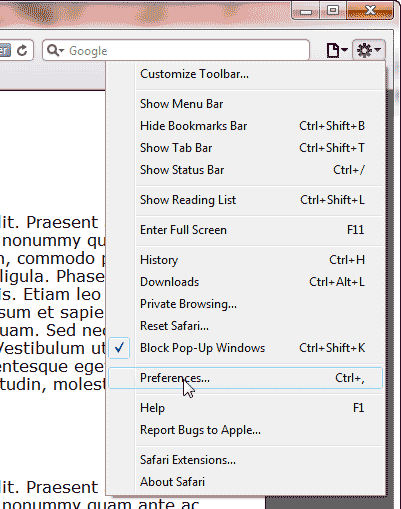 er
Google
Customize Toolbar...
Show Menu Bar
Hide Bookmarks Bar Ctrl+Shift+B
Show Tab Bar Ctrl+Shift+T
Show Status Bar Ctrl+/
Show Reading List Ctrl+Shift+L
Enter Full Screen F11
History Ctrl+H
Downloads Ctrl+Alt+L
Private Browsing...
Reset Safari...
Block Pop-Up Windows Ctrl+Shift+K
Preferences... Ctrl+,
Help F1
Report Bugs to Apple...
Safari Extensions...
About Safari
lit. Praesent
nonummy qu
n, commodo p
ligula. Phase
is. Etiam leo
sum et sapie
uam. Sed nec
Vestibulum ut
entesque ege
tudin, molest
lit. Praesent
nonummy quam ante ac